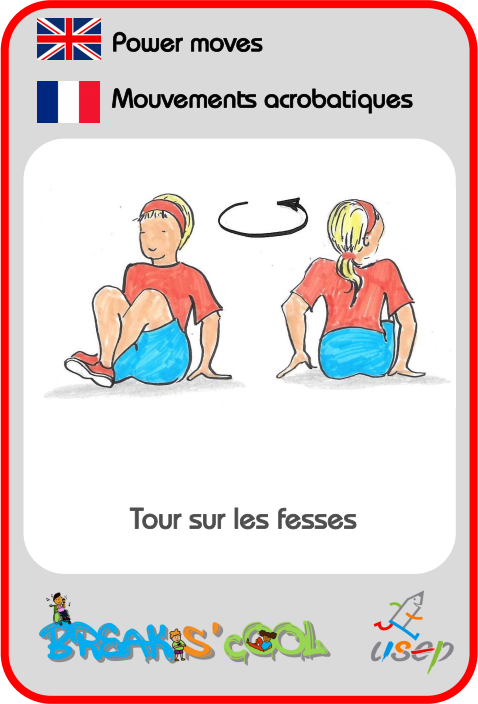 Power moves
Mouvements acrobatiques
Tour sur les fesses
BREAK'S'COOL
usep